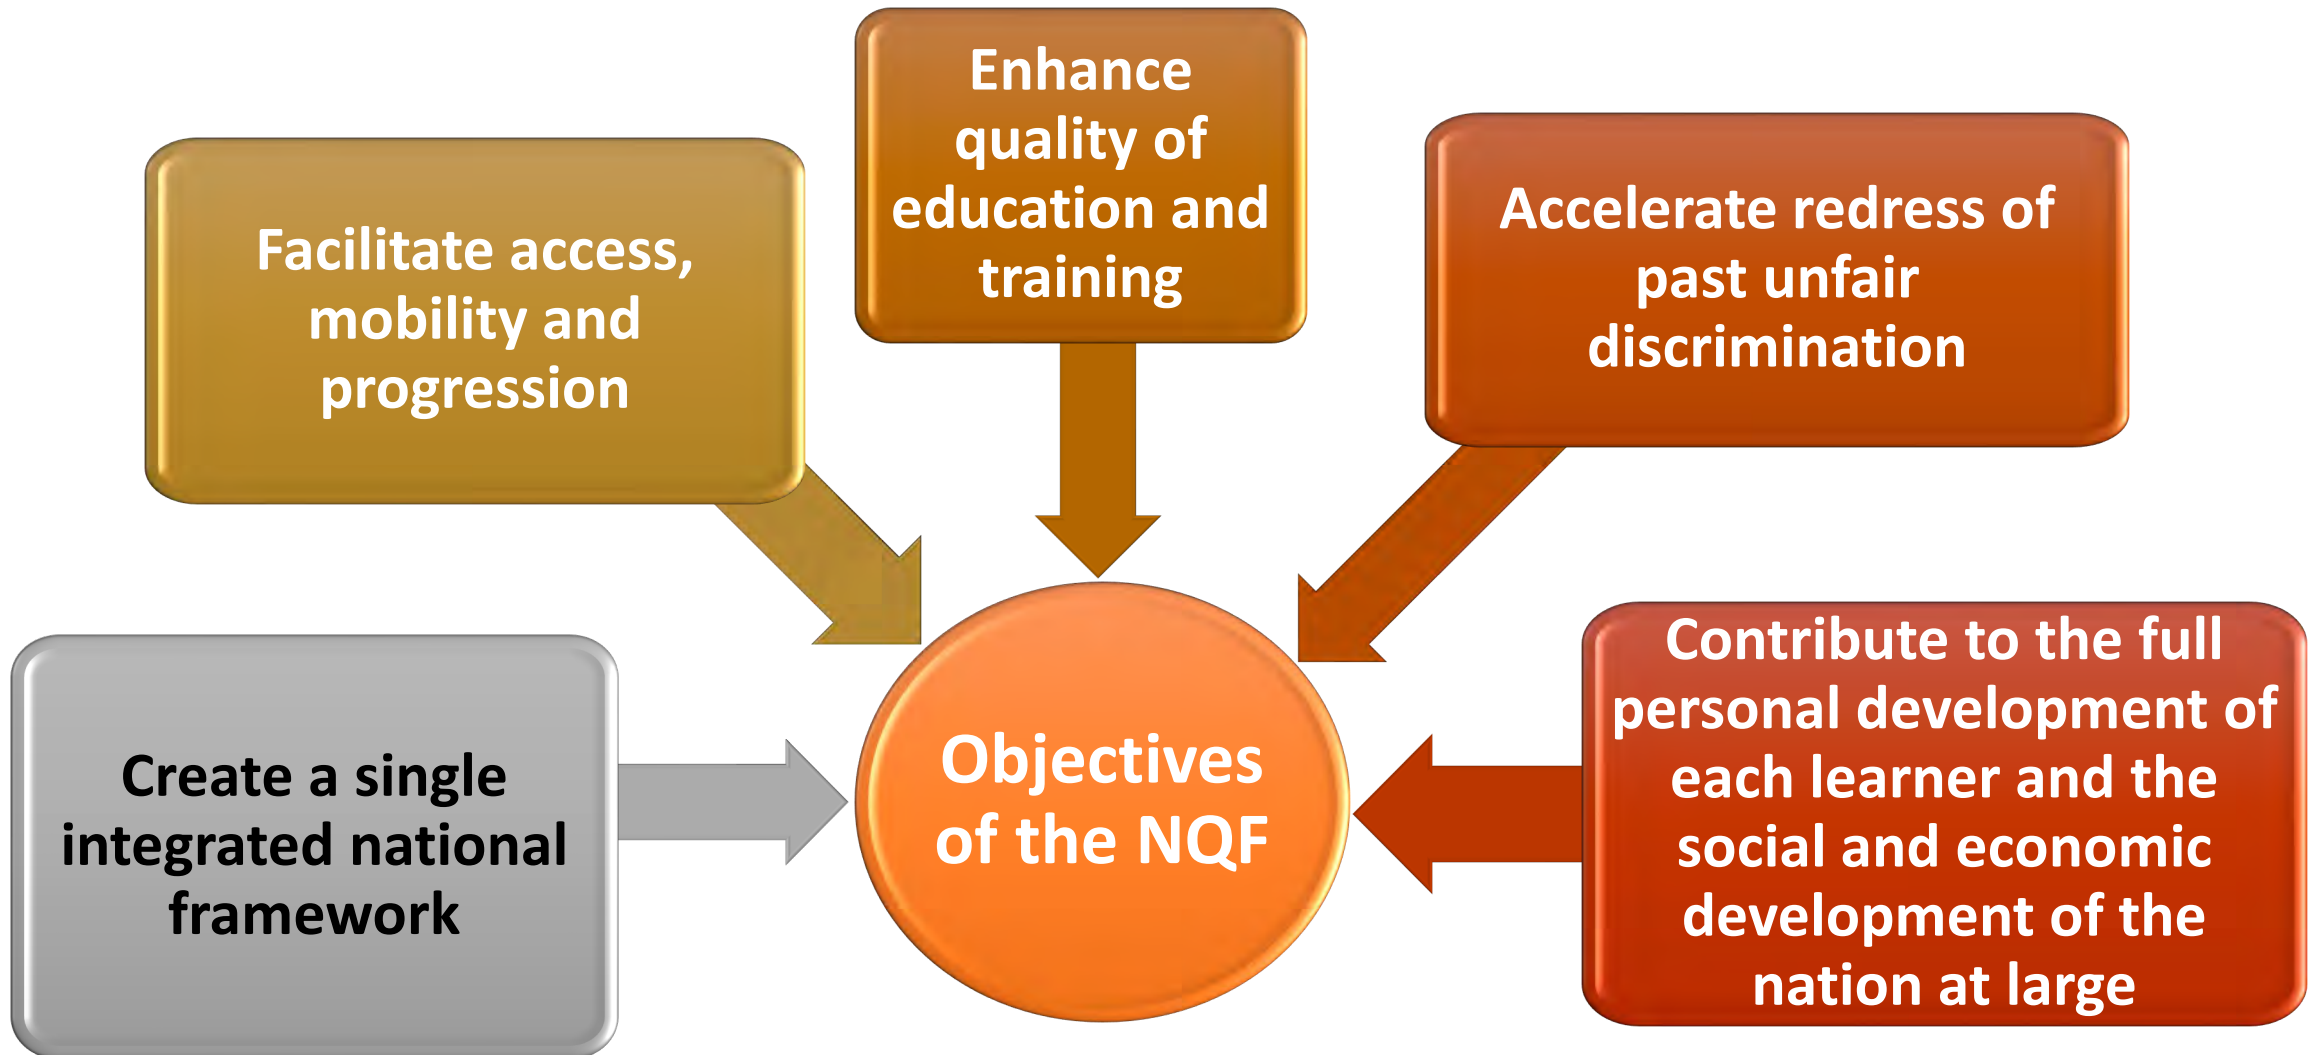 Enhance
quality of
education and
training
Facilitate access,
mobility and
progression
Accelerate redress of
past unfair
discrimination
Create a single
integrated national
framework
Objectives
of the NQF
Contribute to the full
personal development of
each learner and the
social and economic
development of the
nation at large